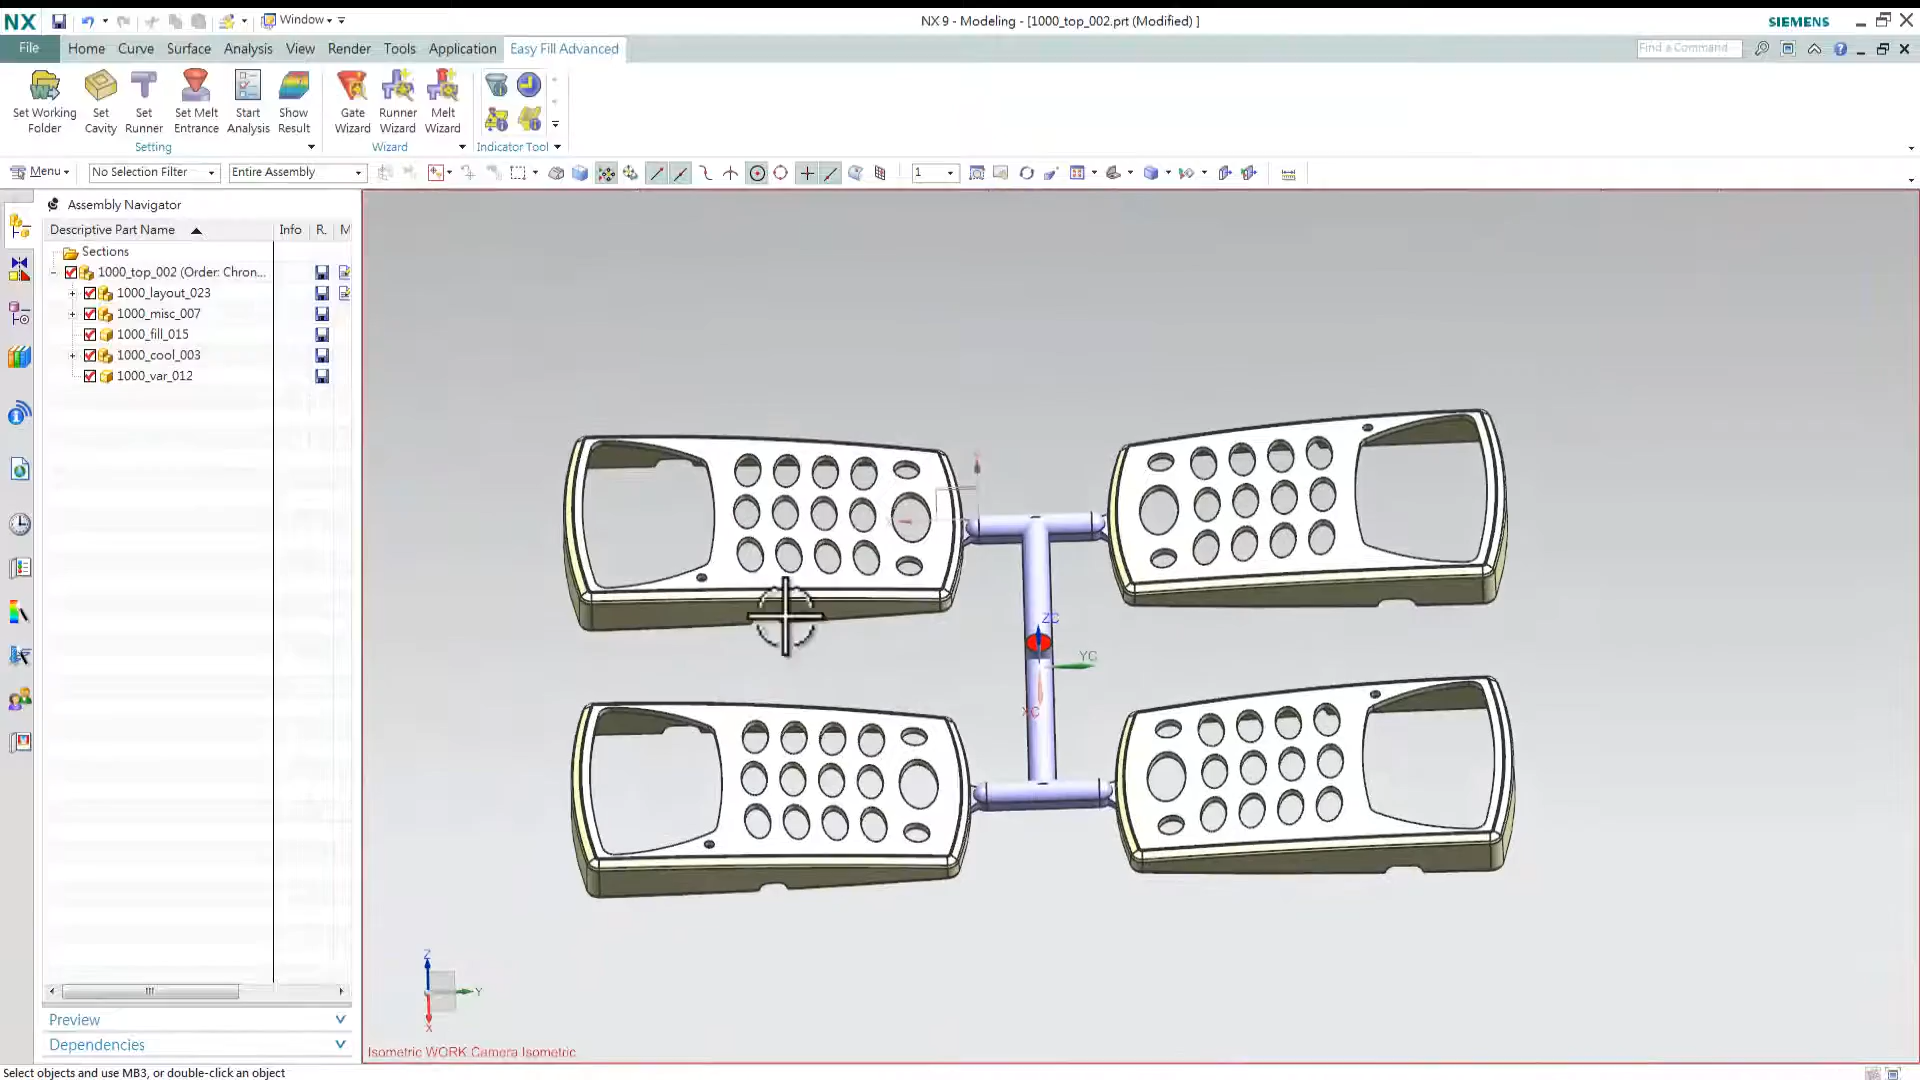 NX
Window
NX 9 - Modeling - [1000_top_002.prt (Modified) ]
SIEMENS
File
Home
Curve
Surface
Analysis
View
Render
Tools
Application
Easy Fill Advanced
Find a Command
Set Working Folder
Set Cavity
Set Runner
Set Melt Entrance
Start Analysis
Show Result
Gate Wizard
Runner Wizard
Melt Wizard
Setting
Wizard
Indicator Tool
Menu
No Selection Filter
Entire Assembly
1
Assembly Navigator
Descriptive Part Name
Info
R.
M
Sections
1000_top_002 (Order: Chron...
1000_layout_023
1000_misc_007
1000_fill_015
1000_cool_003
1000_var_012
ZC
YC
XC
Z
Y
X
Preview
Dependencies
Isometric WORK Camera Isometric
Select objects and use MB3, or double-click an object